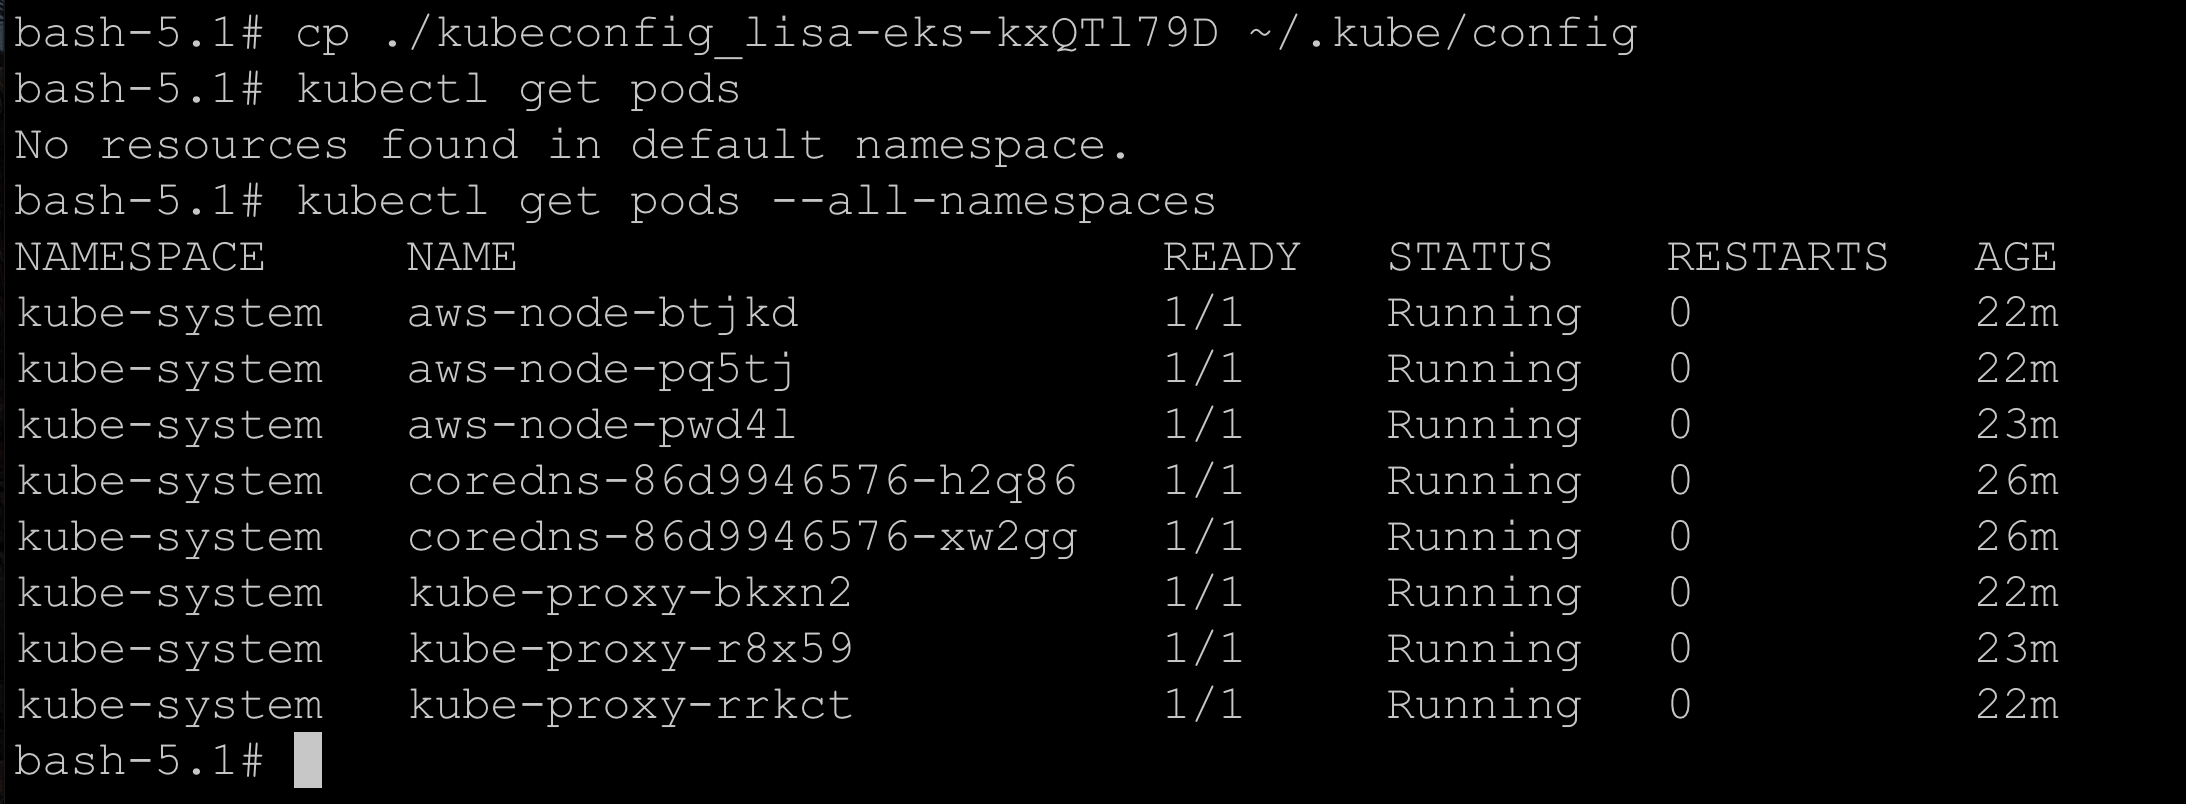 bash-5.1# cp ./kubeconfig_lisa-eks-kxQTl79D ~/.kube/config
bash-5.1# kubectl get pods
No resources found in default namespace.
bash-5.1# kubectl get pods --all-namespaces
NAMESPACE     NAME                       READY   STATUS    RESTARTS   AGE
kube-system   aws-node-btjkd             1/1     Running   0          22m
kube-system   aws-node-pq5tj             1/1     Running   0          22m
kube-system   aws-node-pwd4l             1/1     Running   0          23m
kube-system   coredns-86d9946576-h2q86   1/1     Running   0          26m
kube-system   coredns-86d9946576-xw2gg   1/1     Running   0          26m
kube-system   kube-proxy-bkxn2           1/1     Running   0          22m
kube-system   kube-proxy-r8x59           1/1     Running   0          23m
kube-system   kube-proxy-rrkct           1/1     Running   0          22m
bash-5.1#